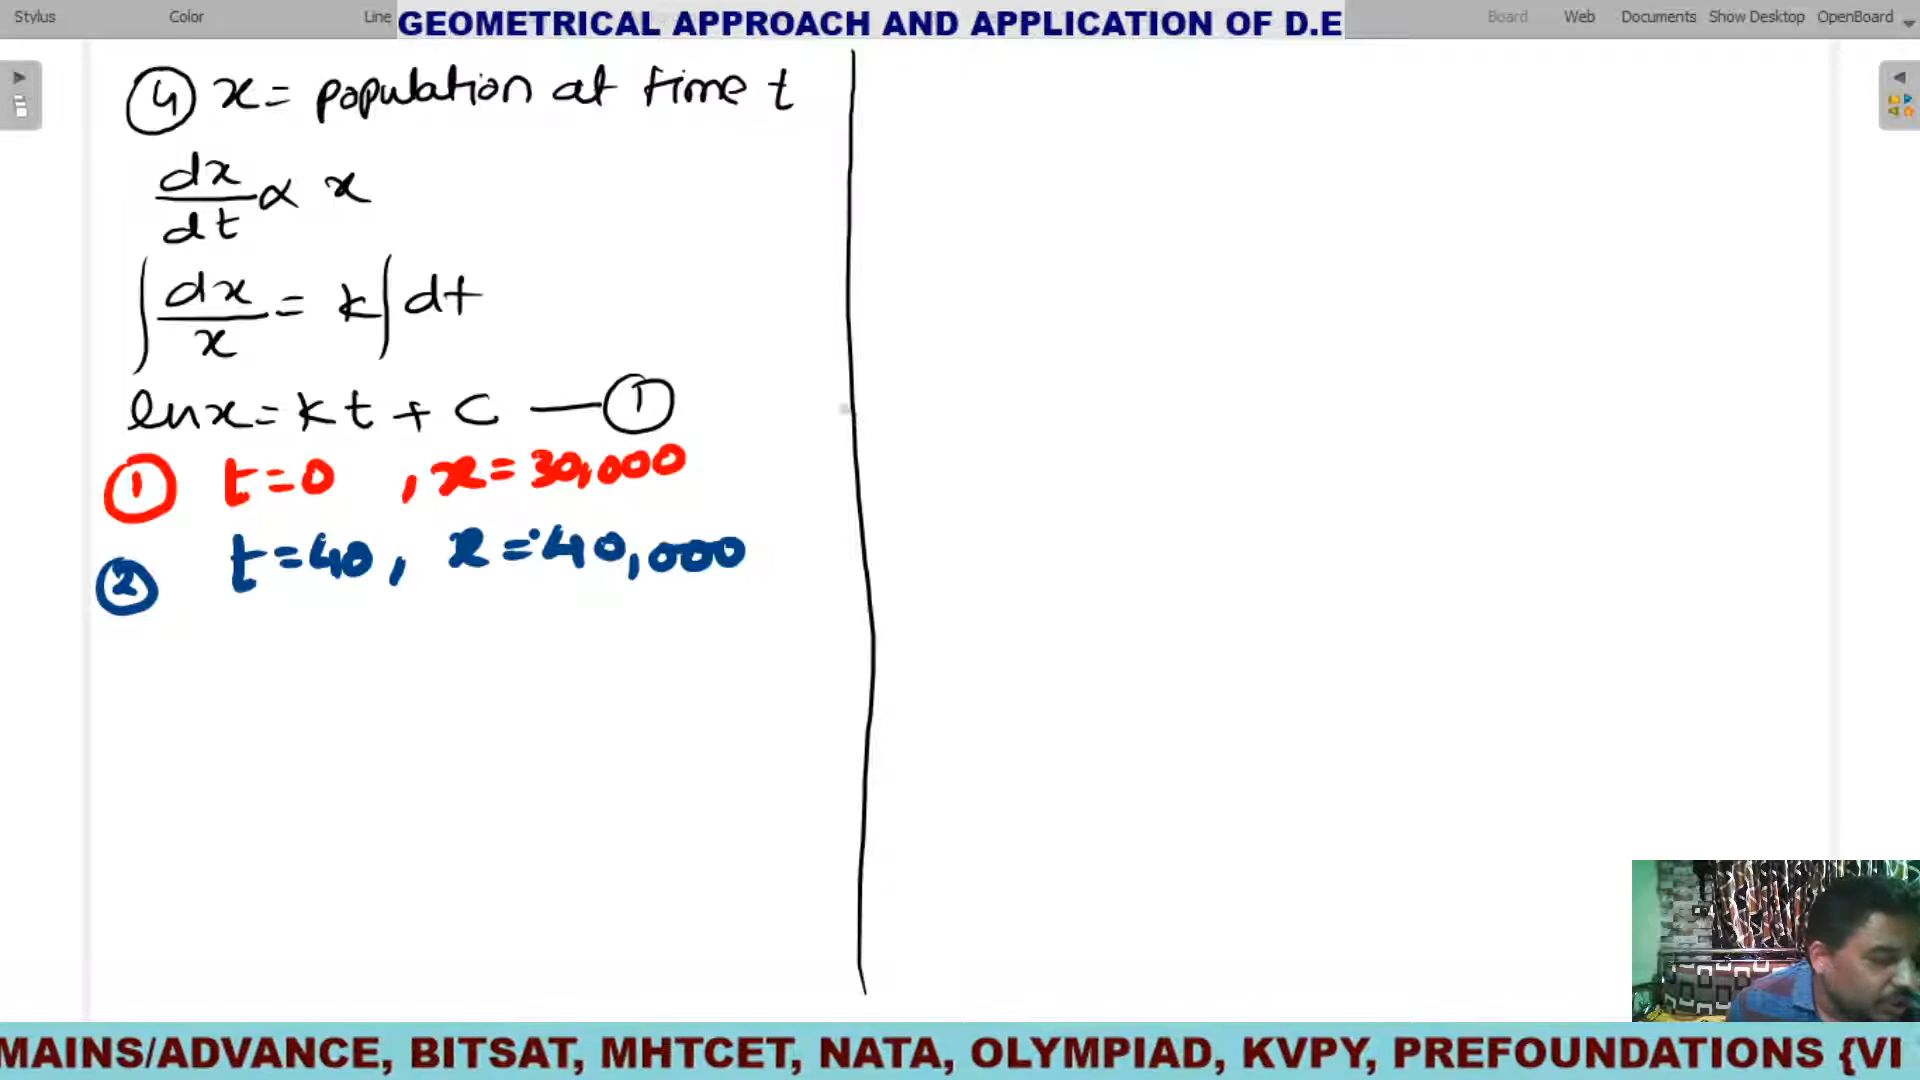 Stylus Color Line Board Web Documents Show Desktop OpenBoard
GEOMETRICAL APPROACH AND APPLICATION OF D.E
④ x = population at time t
dx/dt ∝ x
∫ dx/x = k ∫ dt
lnx = kt + c — ①
① t=0 , x=30,000
② t=40, x=40,000
MAINS/ADVANCE, BITSAT, MHTCET, NATA, OLYMPIAD, KVPY, PREFOUNDATIONS {VI